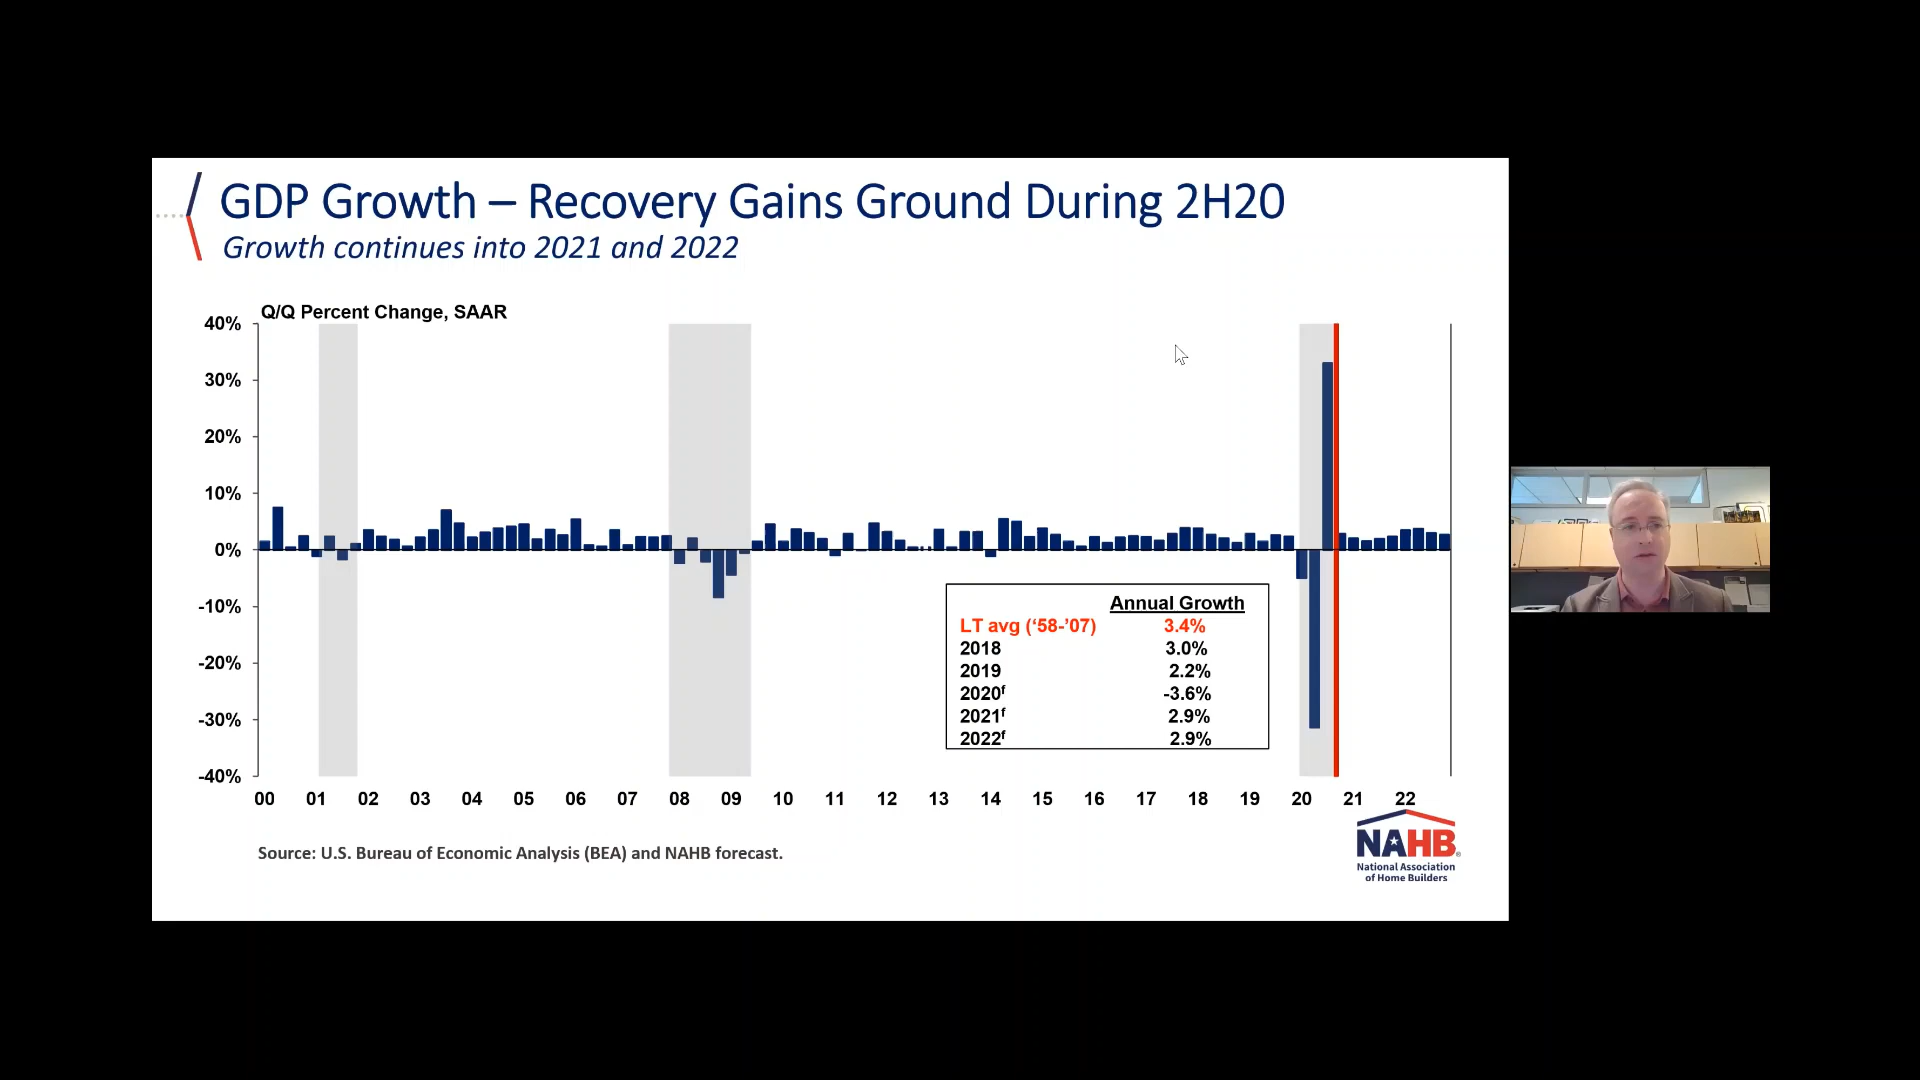 GDP Growth – Recovery Gains Ground During 2H20
Growth continues into 2021 and 2022
Q/Q Percent Change, SAAR
40%
30%
20%
10%
0%
-10%
-20%
-30%
-40%
Annual Growth
LT avg (‘58-’07) 3.4%
2018 3.0%
2019 2.2%
2020f -3.6%
2021f 2.9%
2022f 2.9%
00 01 02 03 04 05 06 07 08 09 10 11 12 13 14 15 16 17 18 19 20 21 22
Source: U.S. Bureau of Economic Analysis (BEA) and NAHB forecast.
NAHB®
National Association
of Home Builders